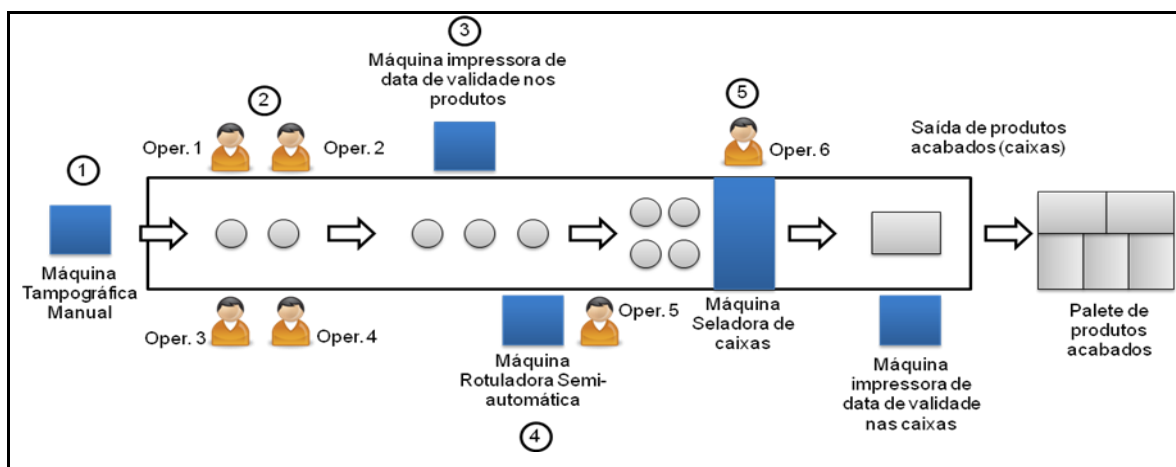 3
Máquina impressora de
data de validade nos
produtos
2
5
Oper. 1
Oper. 2
Oper. 6
Saída de produtos
acabados (caixas)
1
Máquina
Tampográfica
Manual
Oper. 3
Oper. 4
Oper. 5
Máquina
Rotuladora Semi-
automática
4
Máquina
Seladora de
caixas
Máquina
impressora de
data de validade
nas caixas
Palete de
produtos
acabados